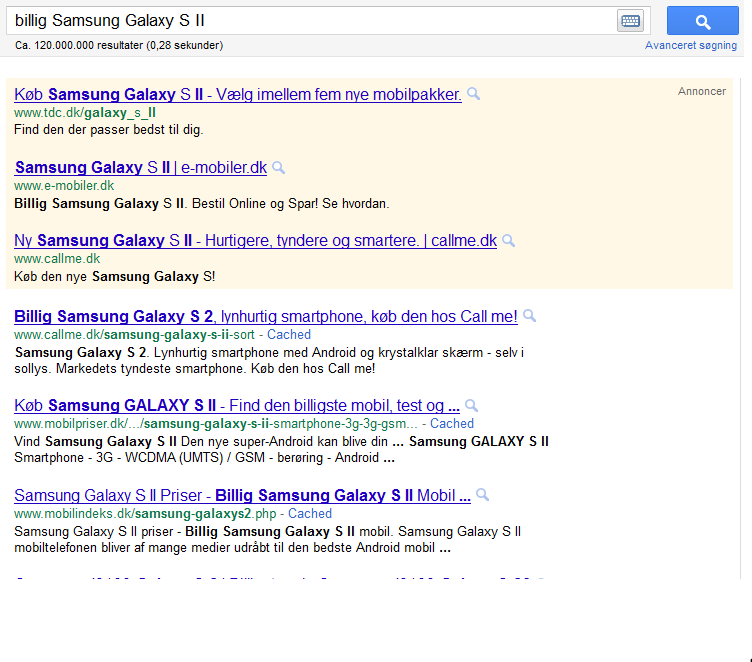 billig Samsung Galaxy S II
Ca. 120.000.000 resultater (0,28 sekunder)
Avanceret søgning
Annoncer
Køb Samsung Galaxy S II - Vælg imellem fem nye mobilpakker.
www.tdc.dk/galaxy_s_II
Find den der passer bedst til dig.
Samsung Galaxy S II | e-mobiler.dk
www.e-mobiler.dk
Billig Samsung Galaxy S II. Bestil Online og Spar! Se hvordan.
Ny Samsung Galaxy S II - Hurtigere, tyndere og smartere. | callme.dk
www.callme.dk
Køb den nye Samsung Galaxy S!
Billig Samsung Galaxy S 2, lynhurtig smartphone, køb den hos Call me!
www.callme.dk/samsung-galaxy-s-ii-sort - Cached
Samsung Galaxy S 2. Lynhurtig smartphone med Android og krystalklar skærm - selv i
sollys. Markedets tyndeste smartphone. Køb den hos Call me!
Køb Samsung GALAXY S II - Find den billigste mobil, test og ...
www.mobilpriser.dk/.../samsung-galaxy-s-ii-smartphone-3g-3g-gsm... - Cached
Vind Samsung Galaxy S II Den nye super-Android kan blive din ... Samsung GALAXY S II
Smartphone - 3G - WCDMA (UMTS) / GSM - berøring - Android ...
Samsung Galaxy S II Priser - Billig Samsung Galaxy S II Mobil ...
www.mobilindeks.dk/samsung-galaxys2.php - Cached
Samsung Galaxy S II priser - Billig Samsung Galaxy S II mobil. Samsung Galaxy S II
mobiltelefonen bliver af mange medier udråbt til den bedste Android mobil ...